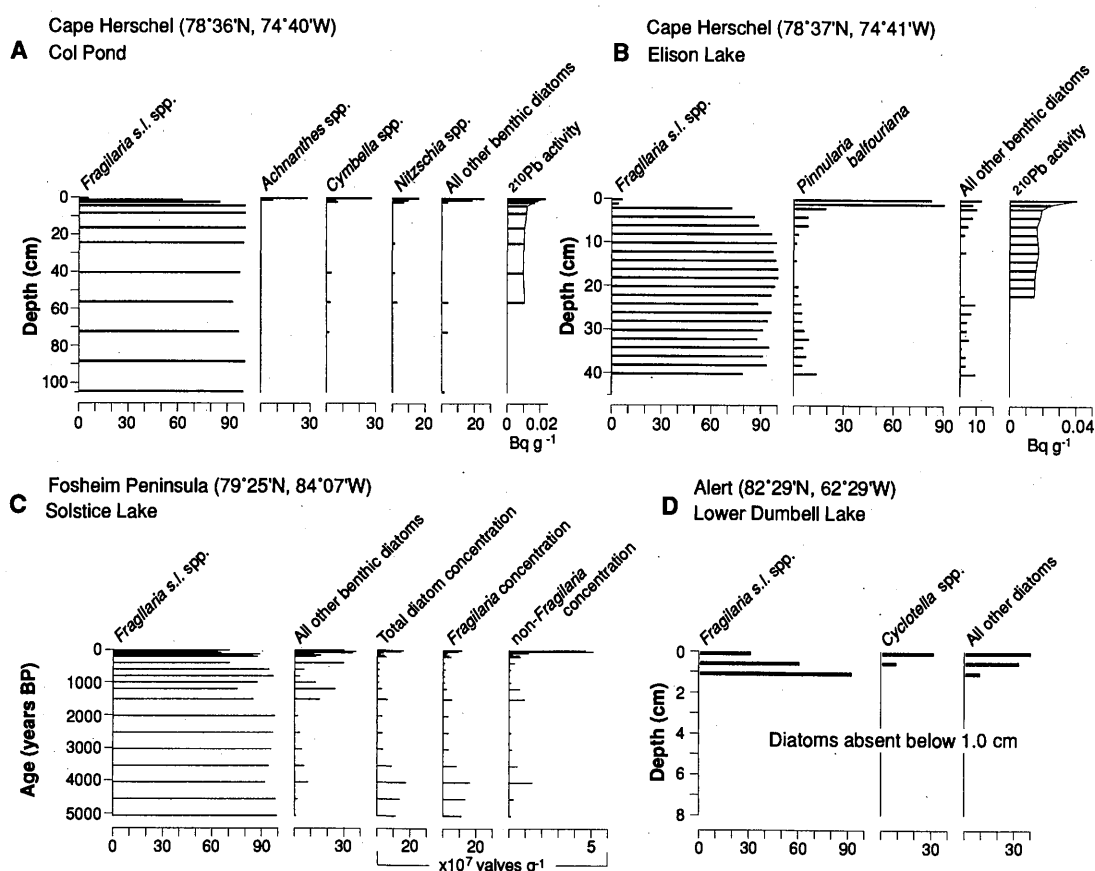 Cape Herschel (78°36'N, 74°40'W)
A Col Pond
Fragilaria s.l. spp.
Achnanthes spp.
Cymbella spp.
Nitzschia spp.
All other benthic diatoms
210Pb activity
Depth (cm)
0
20
40
60
80
100
0 30 60 90
30
30
20
20
0 0.02
Bq g-1
Cape Herschel (78°37'N, 74°41'W)
B Elison Lake
Fragilaria s.l. spp.
Pinnularia
balfouriana
All other benthic diatoms
210Pb activity
Depth (cm)
0
10
20
30
40
0 30 60 90
0 30 60 90
10
0 0.04
Bq g-1
Fosheim Peninsula (79°25'N, 84°07'W)
C Solstice Lake
Fragilaria s.l. spp.
All other benthic diatoms
Total diatom concentration
Fragilaria concentration
non-Fragilaria
concentration
Age (years BP)
0
1000
2000
3000
4000
5000
0 30 60 90
30
20
20
5
x107 valves g-1
Alert (82°29'N, 62°29'W)
D Lower Dumbell Lake
Fragilaria s.l. spp.
Cyclotella spp.
All other diatoms
Depth (cm)
0
2
4
6
8
Diatoms absent below 1.0 cm
0 30 60 90
30
30